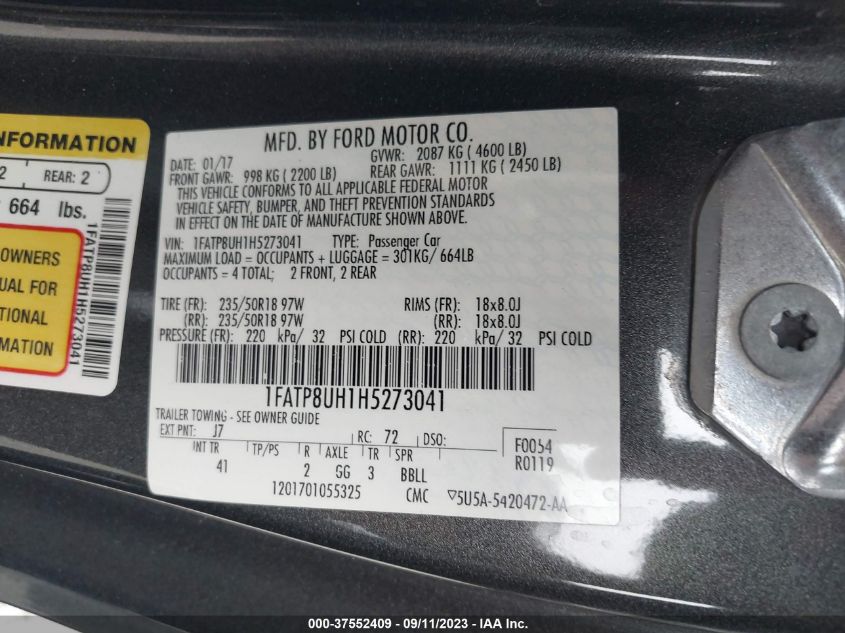 MFD. BY FORD MOTOR CO.
DATE: 01/17 GVWR: 2087 KG ( 4600 LB)
FRONT GAWR: 998 KG ( 2200 LB) REAR GAWR: 1111 KG ( 2450 LB)
THIS VEHICLE CONFORMS TO ALL APPLICABLE FEDERAL MOTOR
VEHICLE SAFETY, BUMPER, AND THEFT PREVENTION STANDARDS
IN EFFECT ON THE DATE OF MANUFACTURE SHOWN ABOVE.
VIN: 1FATP8UH1H5273041 TYPE: Passenger Car
MAXIMUM LOAD = OCCUPANTS + LUGGAGE = 301KG/ 664LB
OCCUPANTS = 4 TOTAL; 2 FRONT, 2 REAR
TIRE (FR): 235/50R18 97W RIMS (FR): 18x8.0J
(RR): 235/50R18 97W (RR): 18x8.0J
PRESSURE (FR): 220 kPa/ 32 PSI COLD (RR): 220 kPa/ 32 PSI COLD
1FATP8UH1H5273041
TRAILER TOWING - SEE OWNER GUIDE
EXT PNT: J7 RC: 72 DSO: F0054
R0119
INT TR TP/PS R AXLE TR SPR
41 2 GG 3 BBLL
1201701055325 CMC ▽5U5A-5420472-AA
NFORMATION
2 REAR: 2
664 lbs.
OWNERS
UAL FOR
TIONAL
MATION
1FATP8UH1H5273041
000-37552409 - 09/11/2023 - IAA Inc.